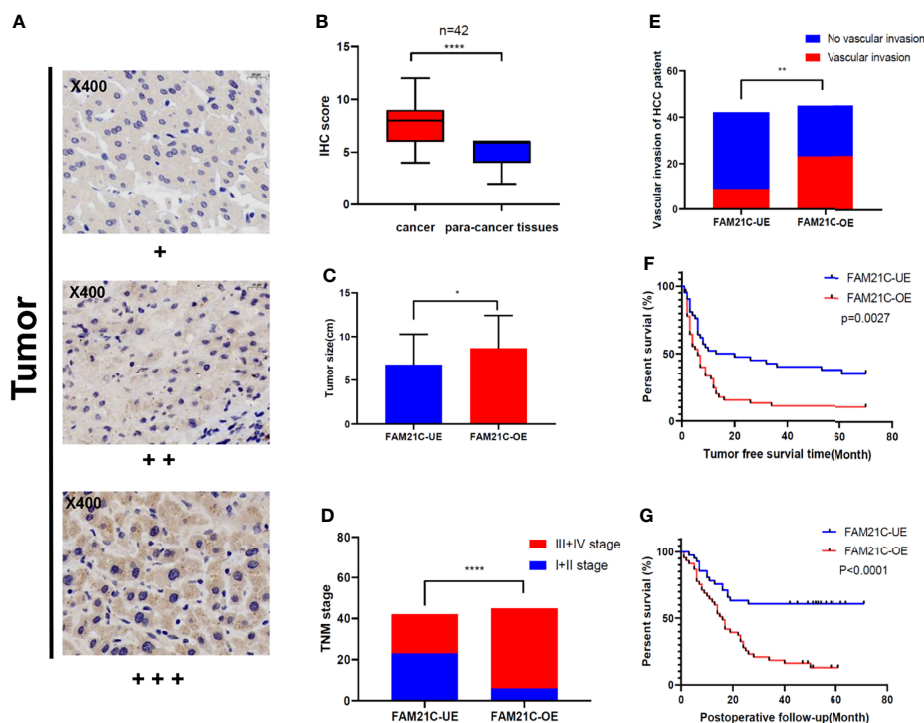 A
Tumor
X400
+
X400
++
X400
+++
B
n=42
****
IHC score
15
10
5
0
cancer
para-cancer tissues
C
*
Tumor size(cm)
15
10
5
0
FAM21C-UE
FAM21C-OE
D
III+IV stage
I+II stage
****
TNM stage
80
60
40
20
0
FAM21C-UE
FAM21C-OE
E
No vascular invasion
Vascular invasion
**
Vascular invasion of HCC patient
60
40
20
0
FAM21C-UE
FAM21C-OE
F
FAM21C-UE
FAM21C-OE
p=0.0027
Percent survival (%)
100
50
0
0 20 40 60 80
Tumor free survial time(Month)
G
FAM21C-UE
FAM21C-OE
P<0.0001
Percent survival (%)
100
50
0
0 20 40 60 80
Postoperative follow-up(Month)